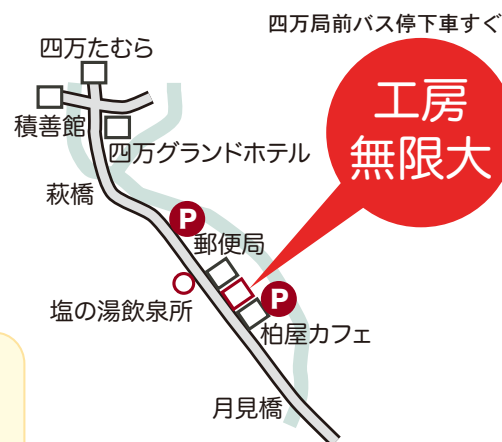 四万局前バス停下車すぐ
四万たむら
工房
無限大
積善館
四万グランドホテル
萩橋
P
郵便局
P
塩の湯飲泉所
柏屋カフェ
月見橋